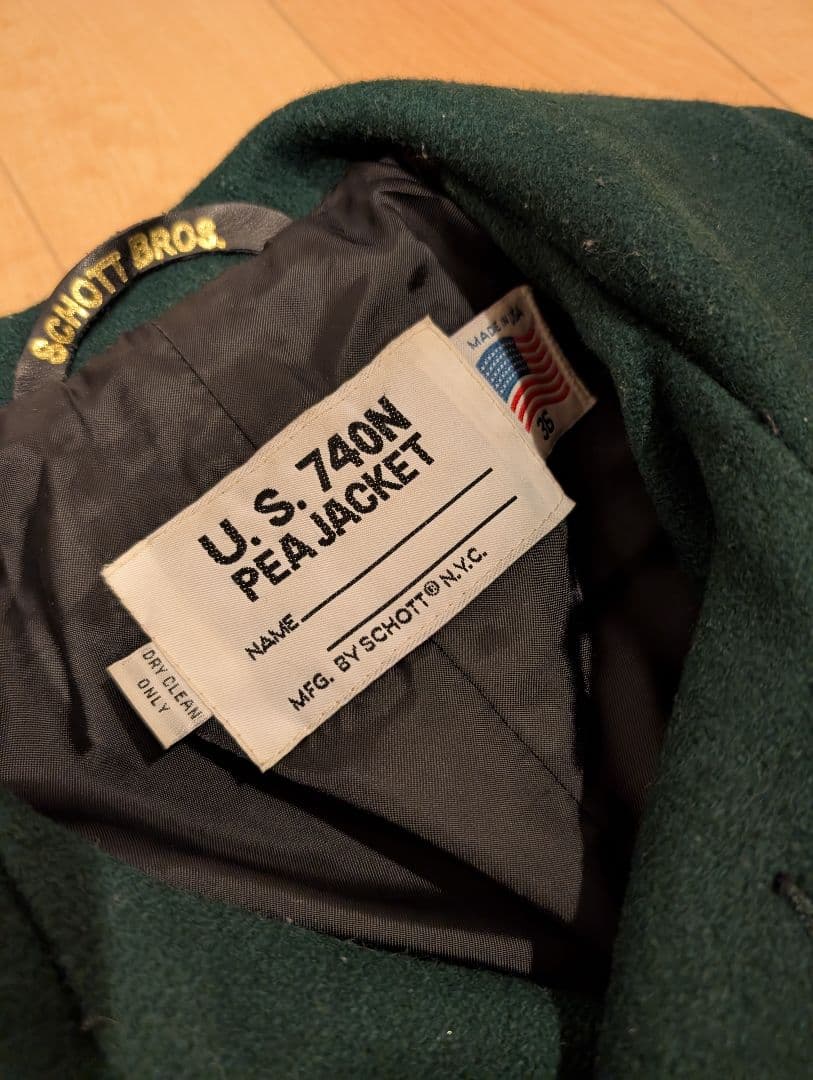 SCHOTT BROS.
MADE IN USA
36
U.S. 740N
PEA JACKET
NAME
MFG. BY SCHOTT® N.Y.C.
DRY CLEAN
ONLY